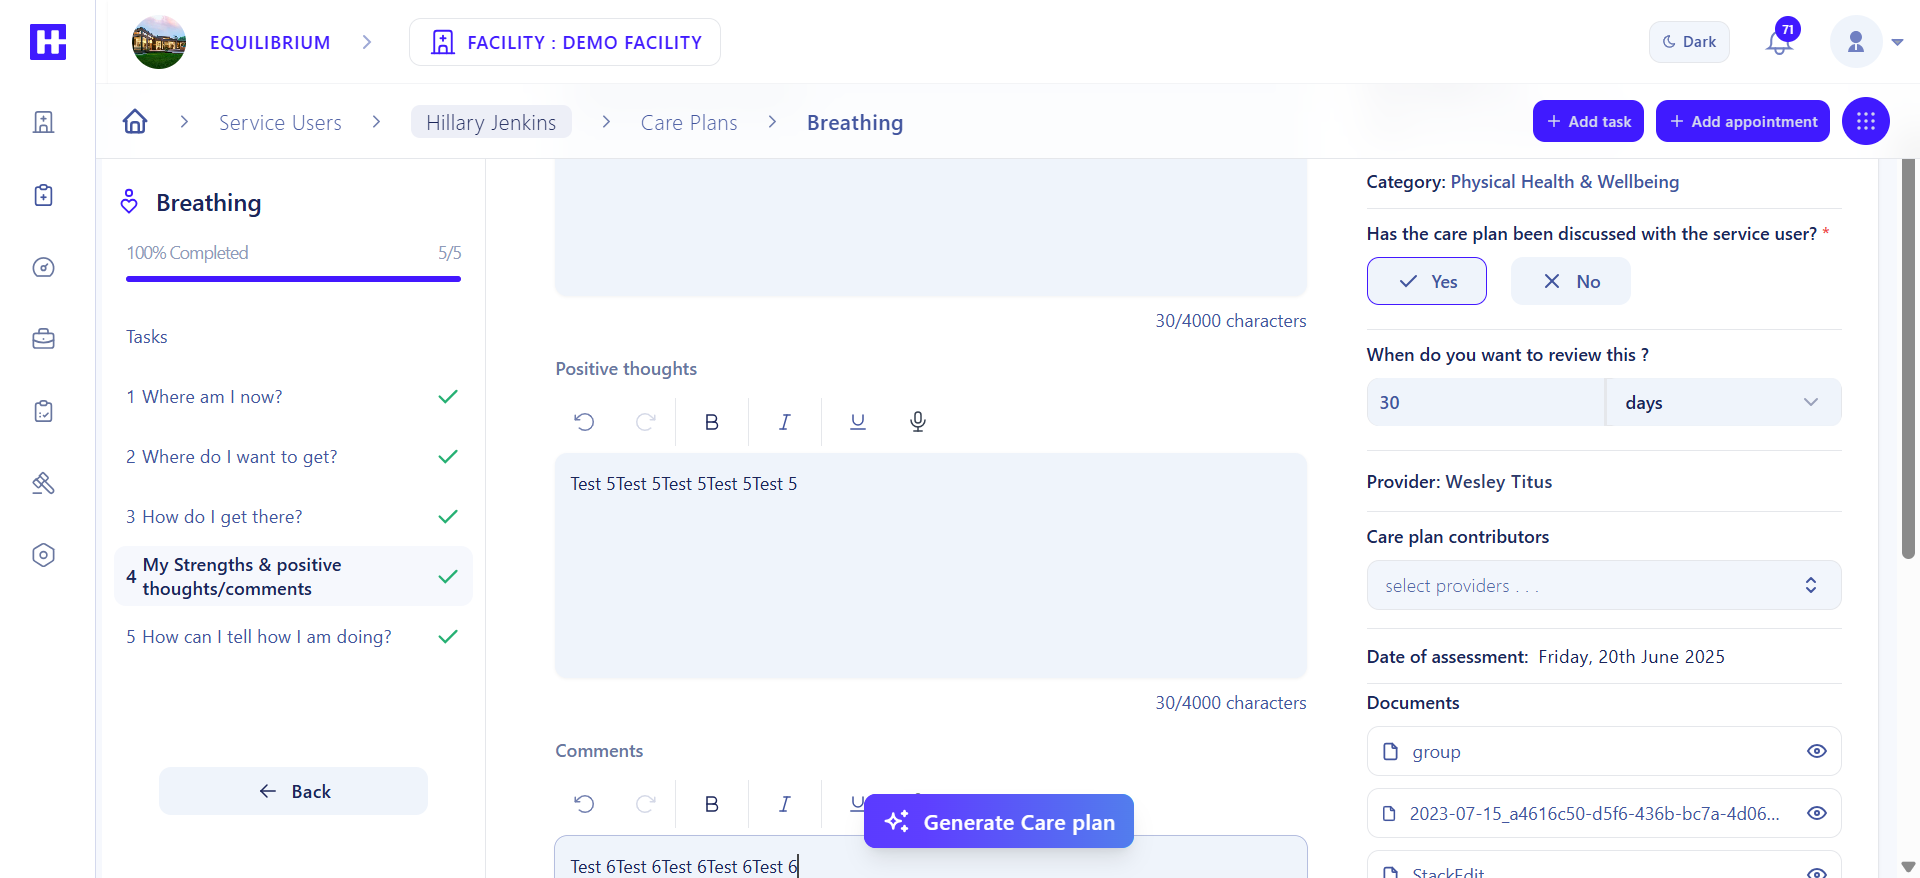 EQUILIBRIUM
FACILITY : DEMO FACILITY
Dark
71
Service Users
Hillary Jenkins
Care Plans
Breathing
+ Add task
+ Add appointment
Breathing
100% Completed
5/5
Tasks
1 Where am I now?
2 Where do I want to get?
3 How do I get there?
4 My Strengths & positive
thoughts/comments
5 How can I tell how I am doing?
Back
30/4000 characters
Positive thoughts
B I U
Test 5Test 5Test 5Test 5Test 5
30/4000 characters
Comments
B I U
Generate Care plan
Test 6Test 6Test 6Test 6Test 6
Category: Physical Health & Wellbeing
Has the care plan been discussed with the service user? *
Yes
No
When do you want to review this ?
30
days
Provider: Wesley Titus
Care plan contributors
select providers . . .
Date of assessment: Friday, 20th June 2025
Documents
group
2023-07-15_a4616c50-d5f6-436b-bc7a-4d06...
StackEdit